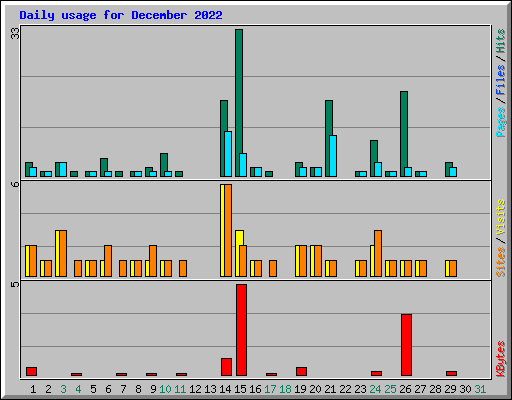 Daily usage for December 2022
33
Pages/Files/Hits
6
Sites/Visits
5
KBytes
1 2 3 4 5 6 7 8 9 10 11 12 13 14 15 16 17 18 19 20 21 22 23 24 25 26 27 28 29 30 31